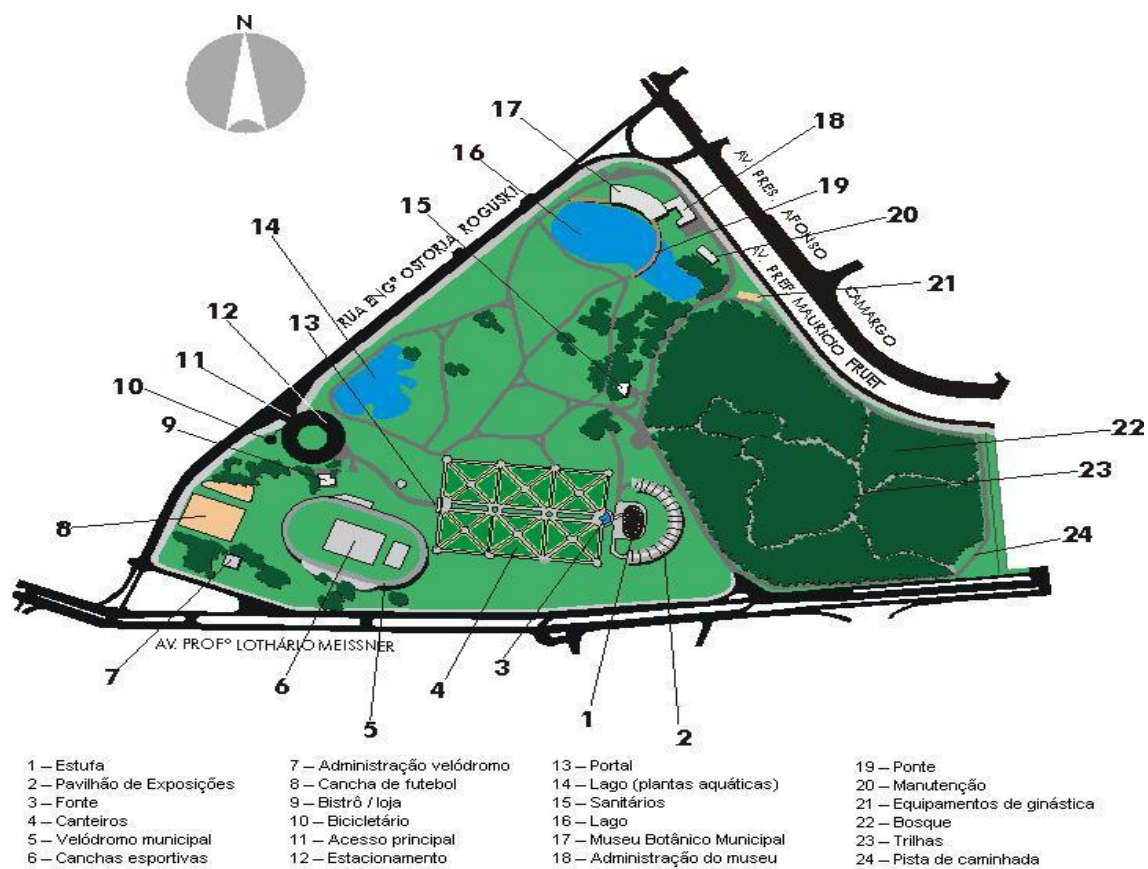 N
17
18
16
19
15
20
14
21
13
12
11
10
9
8
22
23
24
7
6
5
4
3
1
2
RUA ENGº OSTOJA ROGUSKI
AV. PRES. AFONSO CAMARGO
AV. PREF. MAURICIO FRUET
AV. PROFº LOTHÁRIO MEISSNER
1 – Estufa
2 – Pavilhão de Exposições
3 – Fonte
4 – Canteiros
5 – Velódromo municipal
6 – Canchas esportivas
7 – Administração velódromo
8 – Cancha de futebol
9 – Bistrô / loja
10 – Bicicletário
11 – Acesso principal
12 – Estacionamento
13 – Portal
14 – Lago (plantas aquáticas)
15 – Sanitários
16 – Lago
17 – Museu Botânico Municipal
18 – Administração do museu
19 – Ponte
20 – Manutenção
21 – Equipamentos de ginástica
22 – Bosque
23 – Trilhas
24 – Pista de caminhada